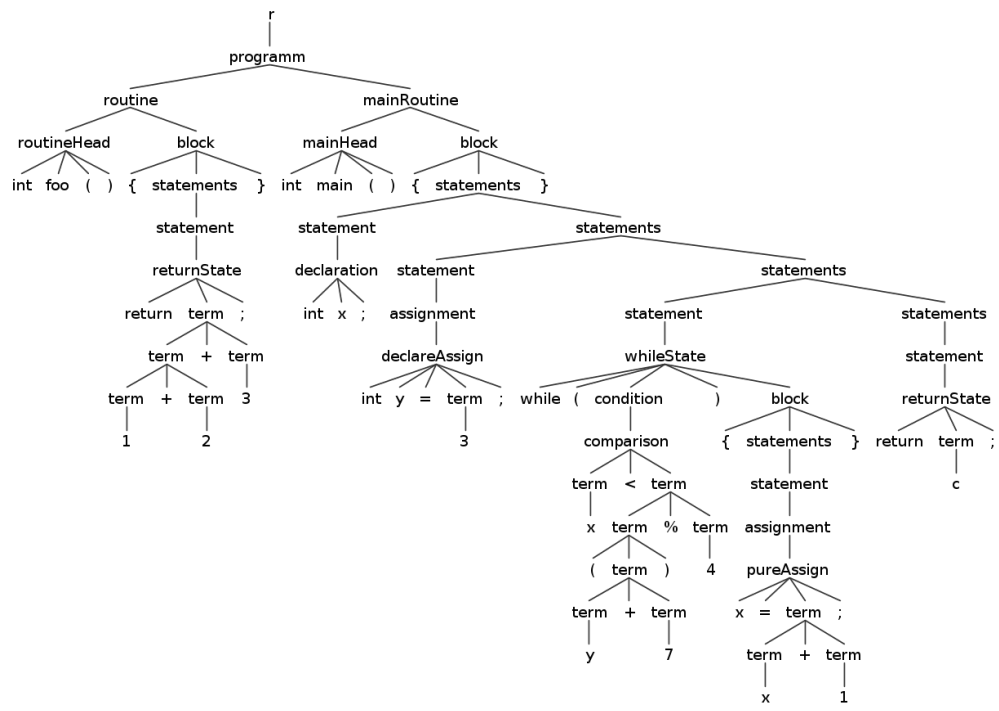 r
programm
routine mainRoutine
routineHead block mainHead block
int foo ( ) { statements } int main ( ) { statements }
statement statement statements
returnState declaration statement statements
return term ; int x ; assignment statement statements
term + term declareAssign whileState statement
term + term 3 int y = term ; while ( condition ) block returnState
1 2 3 comparison { statements } return term ;
term < term statement c
x term % term assignment
( term ) 4 pureAssign
term + term x = term ;
y 7 term + term
x 1